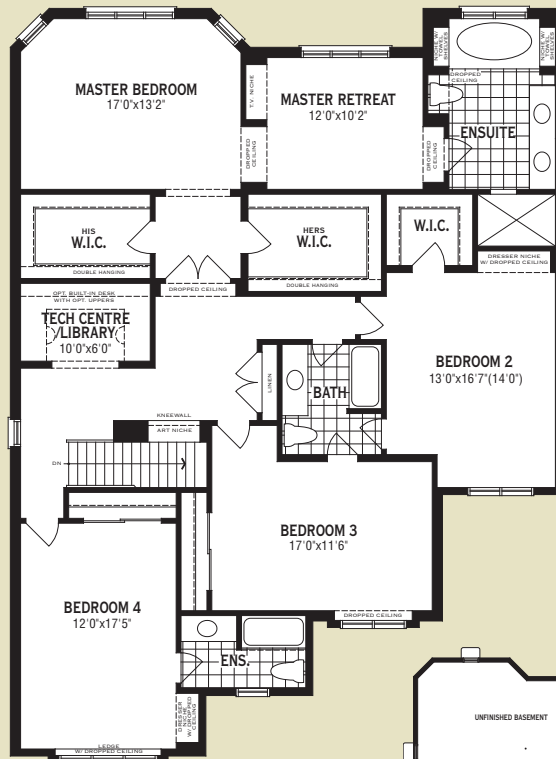 MASTER BEDROOM
17'0"x13'2"
T.V. NICHE
MASTER RETREAT
12'0"x10'2"
DROPPED
CEILING
DROPPED
CEILING
NICHE W/
TOWEL
SHELVES
NICHE W/
TOWEL
SHELVES
DROPPED
CEILING
ENSUITE
HIS
W.I.C.
DOUBLE HANGING
HERS
W.I.C.
DOUBLE HANGING
W.I.C.
DRESSER NICHE
W/ DROPPED CEILING
DROPPED CEILING
OPT. BUILT-IN DESK
WITH OPT. UPPERS
TECH CENTRE
/LIBRARY
10'0"x6'0"
BEDROOM 2
13'0"x16'7"(14'0")
LINEN
BATH
KNEEWALL
ART NICHE
DN
BEDROOM 3
17'0"x11'6"
DROPPED CEILING
BEDROOM 4
12'0"x17'5"
ENS.
DRESSER
NICHE
W/ DROPPED
CEILING
LEDGE
W/ DROPPED CEILING
UNFINISHED BASEMENT